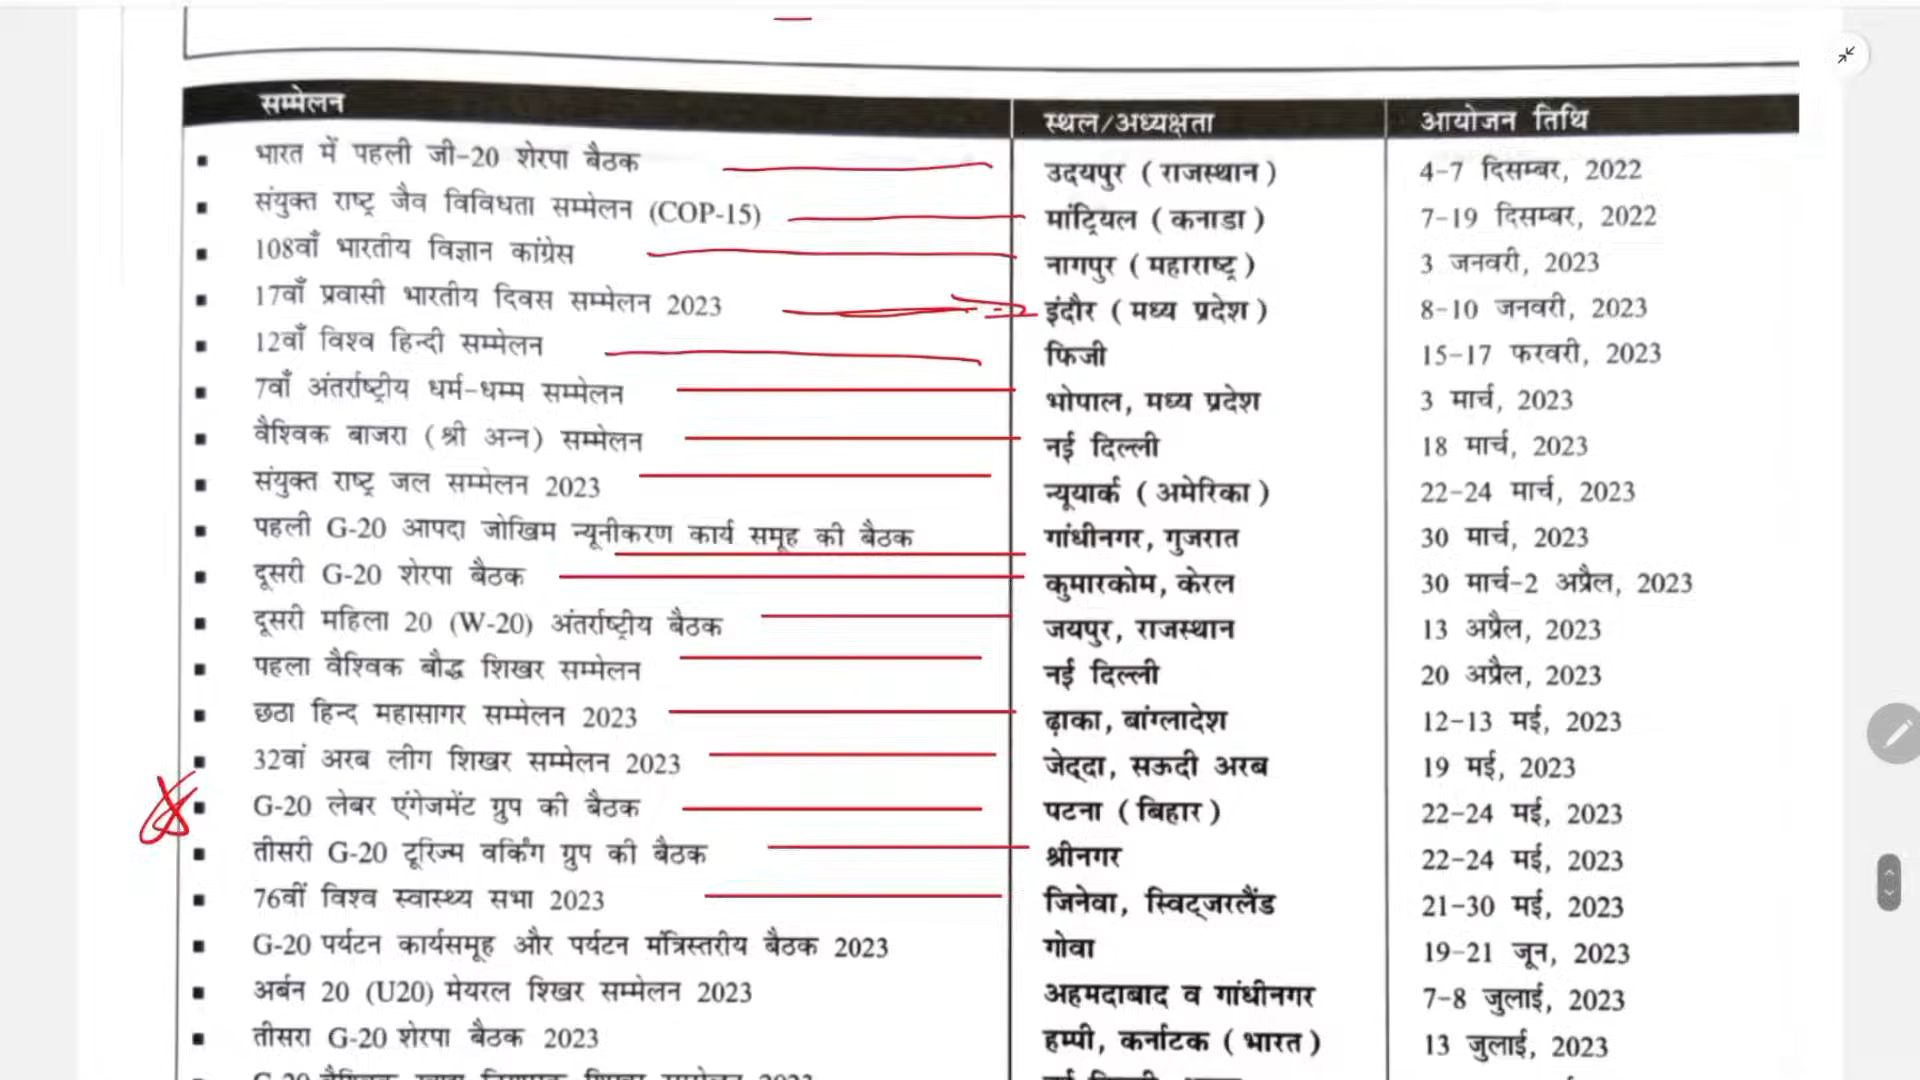 सम्मेलन स्थल/अध्यक्षता आयोजन तिथि
▪ भारत में पहली जी-20 शेरपा बैठक उदयपुर (राजस्थान) 4-7 दिसम्बर, 2022
▪ संयुक्त राष्ट्र जैव विविधता सम्मेलन (COP-15) मांट्रियल (कनाडा) 7-19 दिसम्बर, 2022
▪ 108वाँ भारतीय विज्ञान कांग्रेस नागपुर (महाराष्ट्र) 3 जनवरी, 2023
▪ 17वाँ प्रवासी भारतीय दिवस सम्मेलन 2023 इंदौर (मध्य प्रदेश) 8-10 जनवरी, 2023
▪ 12वाँ विश्व हिन्दी सम्मेलन फिजी 15-17 फरवरी, 2023
▪ 7वाँ अंतर्राष्ट्रीय धर्म-धम्म सम्मेलन भोपाल, मध्य प्रदेश 3 मार्च, 2023
▪ वैश्विक बाजरा (श्री अन्न) सम्मेलन नई दिल्ली 18 मार्च, 2023
▪ संयुक्त राष्ट्र जल सम्मेलन 2023 न्यूयार्क (अमेरिका) 22-24 मार्च, 2023
▪ पहली G-20 आपदा जोखिम न्यूनीकरण कार्य समूह की बैठक गांधीनगर, गुजरात 30 मार्च, 2023
▪ दूसरी G-20 शेरपा बैठक कुमारकोम, केरल 30 मार्च-2 अप्रैल, 2023
▪ दूसरी महिला 20 (W-20) अंतर्राष्ट्रीय बैठक जयपुर, राजस्थान 13 अप्रैल, 2023
▪ पहला वैश्विक बौद्ध शिखर सम्मेलन नई दिल्ली 20 अप्रैल, 2023
▪ छठा हिन्द महासागर सम्मेलन 2023 ढ़ाका, बांग्लादेश 12-13 मई, 2023
▪ 32वां अरब लीग शिखर सम्मेलन 2023 जेद्दा, सऊदी अरब 19 मई, 2023
▪ G-20 लेबर एंगेजमेंट ग्रुप की बैठक पटना (बिहार) 22-24 मई, 2023
▪ तीसरी G-20 टूरिज्म वर्किंग ग्रुप की बैठक श्रीनगर 22-24 मई, 2023
▪ 76वीं विश्व स्वास्थ्य सभा 2023 जिनेवा, स्विट्जरलैंड 21-30 मई, 2023
▪ G-20 पर्यटन कार्यसमूह और पर्यटन मंत्रिस्तरीय बैठक 2023 गोवा 19-21 जून, 2023
▪ अर्बन 20 (U20) मेयरल शिखर सम्मेलन 2023 अहमदाबाद व गांधीनगर 7-8 जुलाई, 2023
▪ तीसरा G-20 शेरपा बैठक 2023 हम्पी, कर्नाटक (भारत) 13 जुलाई, 2023